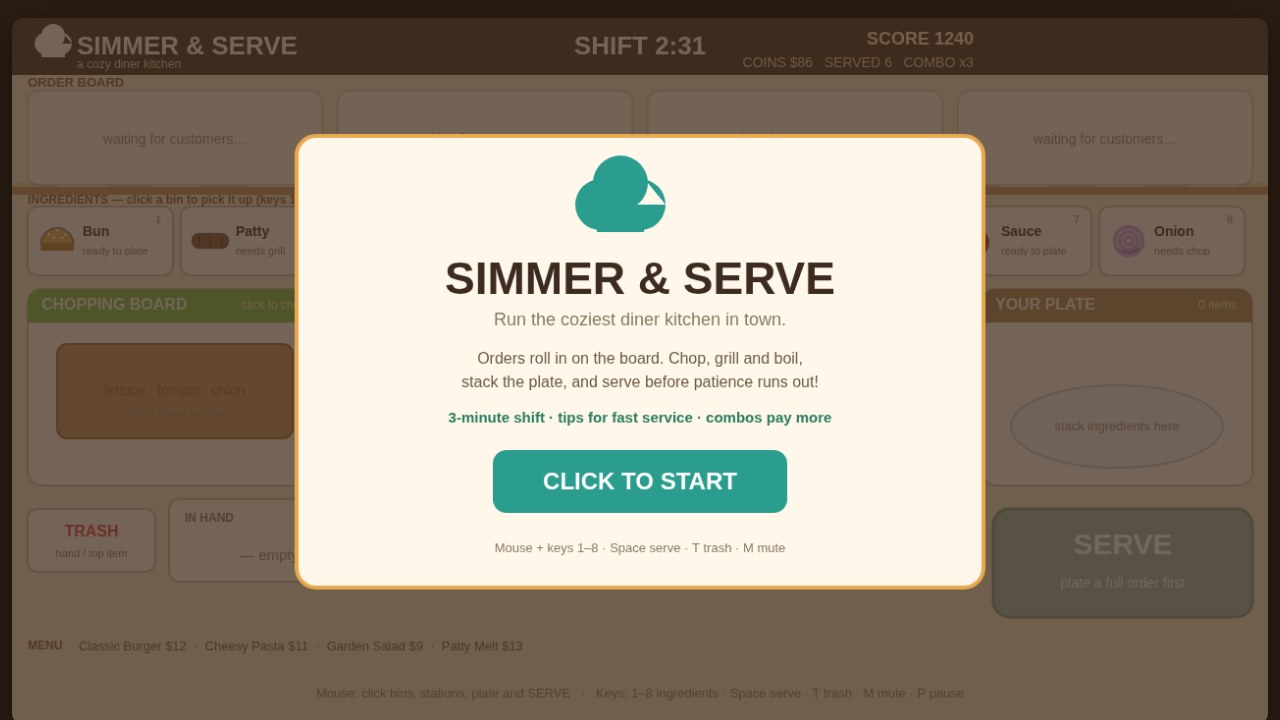 SIMMER & SERVE
a cozy diner kitchen
SHIFT 2:31
SCORE 1240
COINS $86 SERVED 6 COMBO x3
ORDER BOARD
waiting for customers…
waiting for customers…
INGREDIENTS — click a bin to pick it up (keys 1
Bun
ready to plate
1
Patty
needs grill
Sauce
ready to plate
7
Onion
needs chop
8
CHOPPING BOARD
click to
lettuce · tomato · onion
YOUR PLATE
0 items
stack ingredients here
SIMMER & SERVE
Run the coziest diner kitchen in town.
Orders roll in on the board. Chop, grill and boil,
stack the plate, and serve before patience runs out!
3-minute shift · tips for fast service · combos pay more
CLICK TO START
Mouse + keys 1–8 · Space serve · T trash · M mute
TRASH
hand / top item
IN HAND
— empty
SERVE
plate a full order first
MENU Classic Burger $12 · Cheesy Pasta $11 · Garden Salad $9 · Patty Melt $13
Mouse: click bins, stations, plate and SERVE · Keys: 1–8 ingredients · Space serve · T trash · M mute · P pause